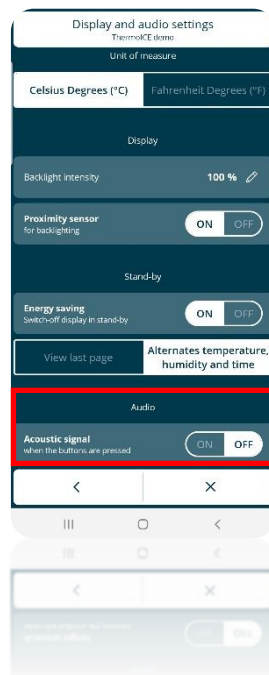 Display and audio settings
ThermoICE demo
Unit of measure
Celsius Degrees (°C) Fahrenheit Degrees (°F)
Display
Backlight intensity 100 %
Proximity sensor ON OFF
for backlighting
Stand-by
Energy saving ON OFF
Switch-off display in stand-by
View last page Alternates temperature,
humidity and time
Audio
Acoustic signal ON OFF
when the buttons are pressed